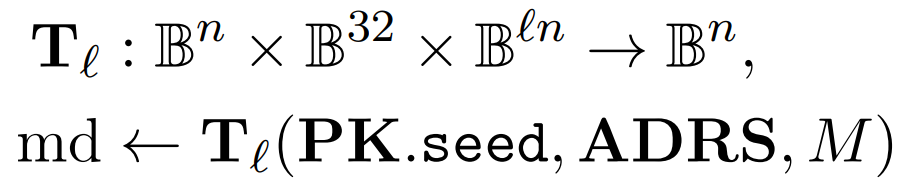 𝐓_ℓ : 𝔹^n × 𝔹^32 × 𝔹^{ℓn} → 𝔹^n,
md ← 𝐓_ℓ(𝐏𝐊.seed, 𝐀𝐃𝐑𝐒, M)